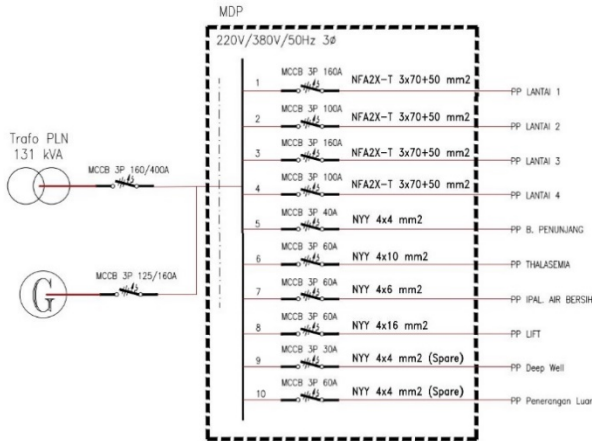 MDP
220V/380V/50Hz 3ø
Trafo PLN
131 kVA
MCCB 3P 160/400A
G
MCCB 3P 125/160A
1 MCCB 3P 160A NFA2X-T 3x70+50 mm2 PP LANTAI 1
2 MCCB 3P 100A NFA2X-T 3x70+50 mm2 PP LANTAI 2
3 MCCB 3P 160A NFA2X-T 3x70+50 mm2 PP LANTAI 3
4 MCCB 3P 100A NFA2X-T 3x70+50 mm2 PP LANTAI 4
5 MCCB 3P 40A NYY 4x4 mm2 PP B. PENUNJANG
6 MCCB 3P 60A NYY 4x10 mm2 PP THALASEMIA
7 MCCB 3P 60A NYY 4x6 mm2 PP IPAL. AIR BERSIH
8 MCCB 3P 60A NYY 4x16 mm2 PP LIFT
9 MCCB 3P 30A NYY 4x4 mm2 (Spare) PP Deep Well
10 MCCB 3P 60A NYY 4x4 mm2 (Spare) PP Penerangan Luar